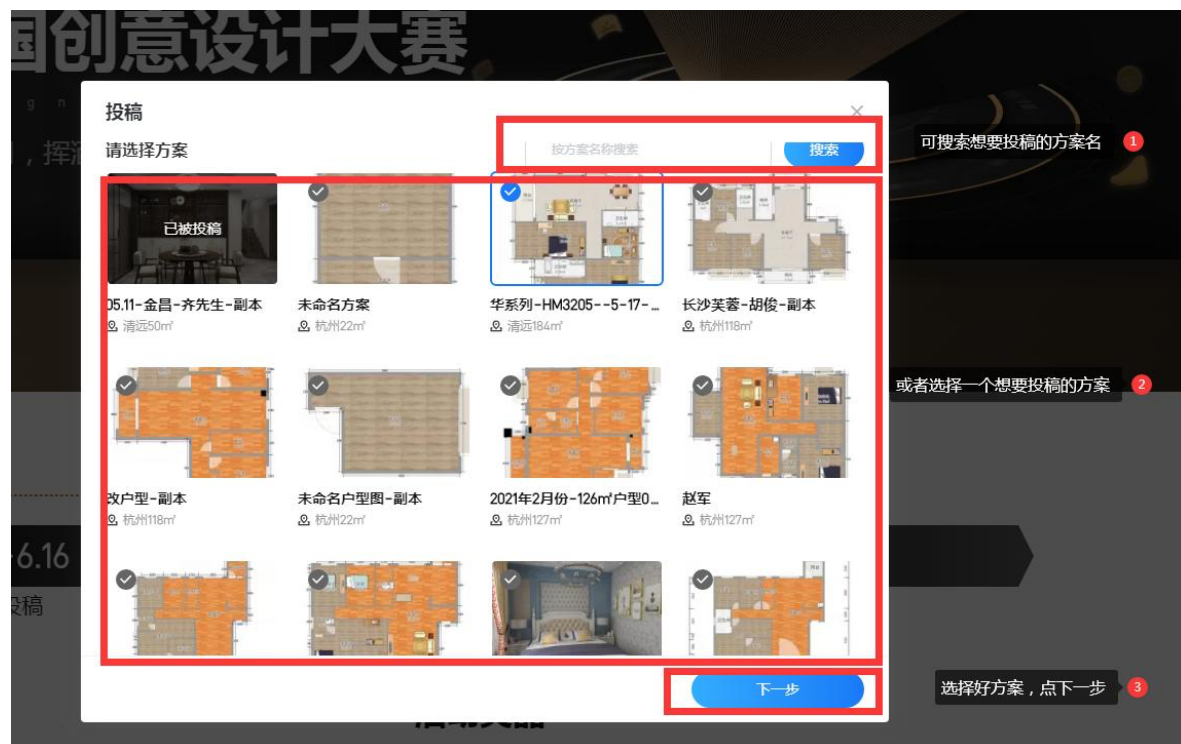 国创意设计大赛
g n
，挥
投稿
请选择方案
按方案名称搜索
搜索
可搜索想要投稿的方案名 1
已被投稿
05.11-金昌-齐先生-副本
未命名方案
华系列-HM3205--5-17-...
长沙芙蓉-胡俊-副本
清远50㎡
杭州22㎡
清远184㎡
杭州118㎡
或者选择一个想要投稿的方案 2
改户型-副本
未命名户型图-副本
2021年2月份-126㎡户型0...
赵军
杭州118㎡
杭州22㎡
杭州127㎡
杭州127㎡
6.16
投稿
下一步
选择好方案，点下一步 3